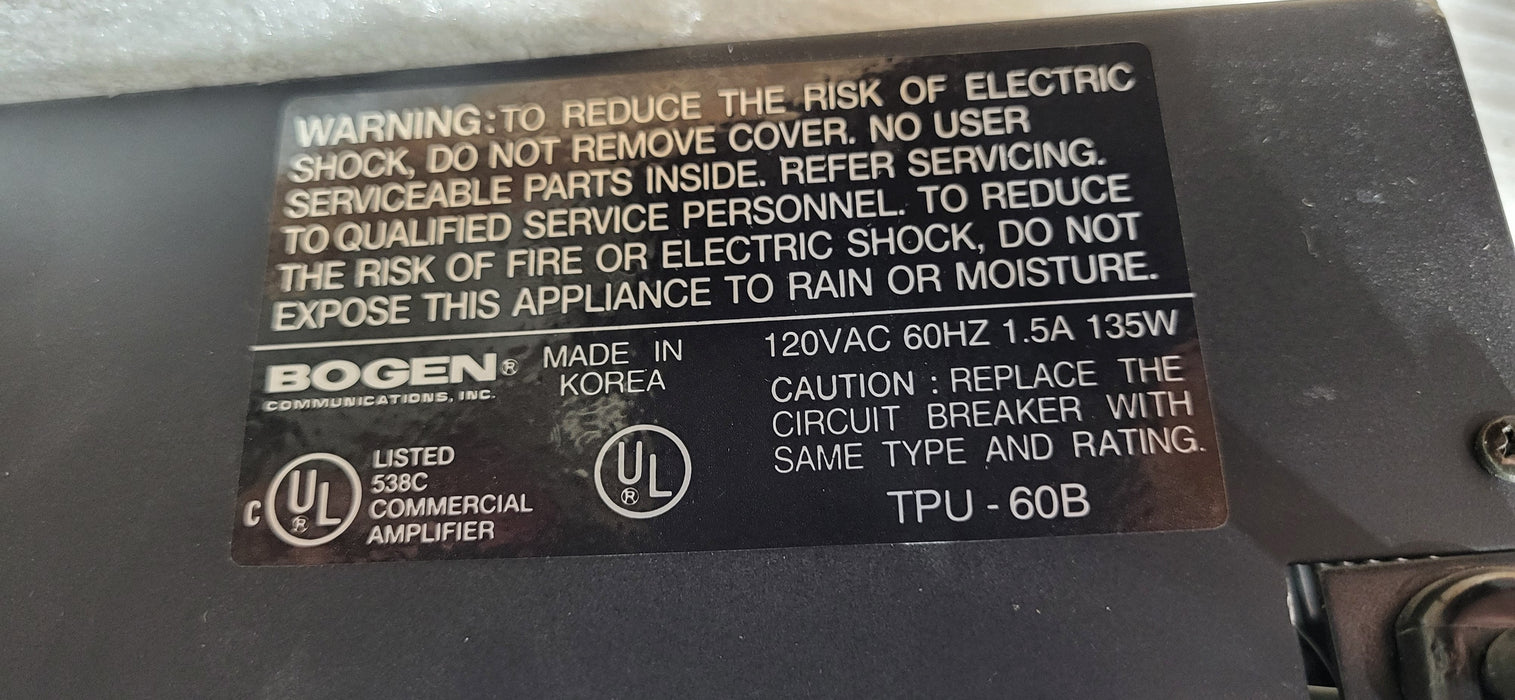 WARNING: TO REDUCE THE RISK OF ELECTRIC
SHOCK, DO NOT REMOVE COVER. NO USER
SERVICEABLE PARTS INSIDE. REFER SERVICING.
TO QUALIFIED SERVICE PERSONNEL. TO REDUCE
THE RISK OF FIRE OR ELECTRIC SHOCK, DO NOT
EXPOSE THIS APPLIANCE TO RAIN OR MOISTURE.
BOGEN®
COMMUNICATIONS, INC.
MADE IN
KOREA
120VAC 60HZ 1.5A 135W
CAUTION : REPLACE THE
CIRCUIT BREAKER WITH
SAME TYPE AND RATING.
TPU - 60B
C UL ®
LISTED
538C
COMMERCIAL
AMPLIFIER
UL ®